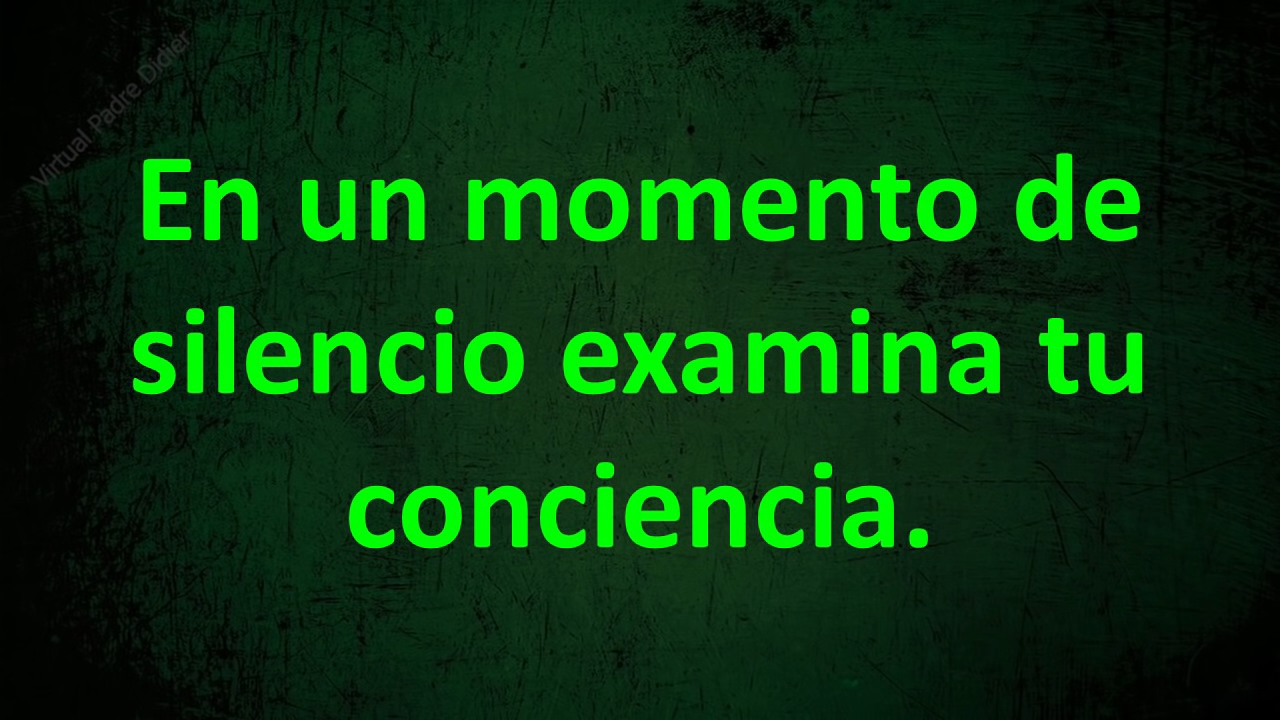 Virtual Padre Didier
En un momento de
silencio examina tu
conciencia.